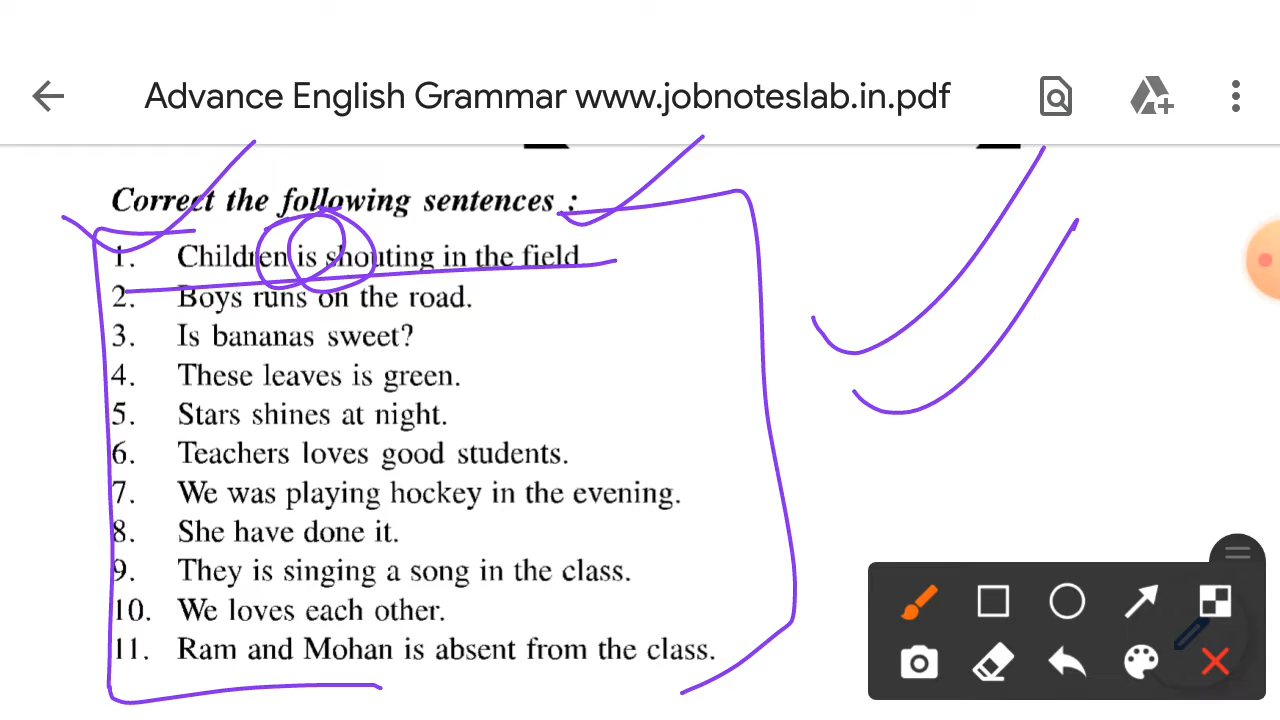 Advance English Grammar www.jobnoteslab.in.pdf
Correct the following sentences :
1. Children is shouting in the field
2. Boys runs on the road.
3. Is bananas sweet?
4. These leaves is green.
5. Stars shines at night.
6. Teachers loves good students.
7. We was playing hockey in the evening.
8. She have done it.
9. They is singing a song in the class.
10. We loves each other.
11. Ram and Mohan is absent from the class.